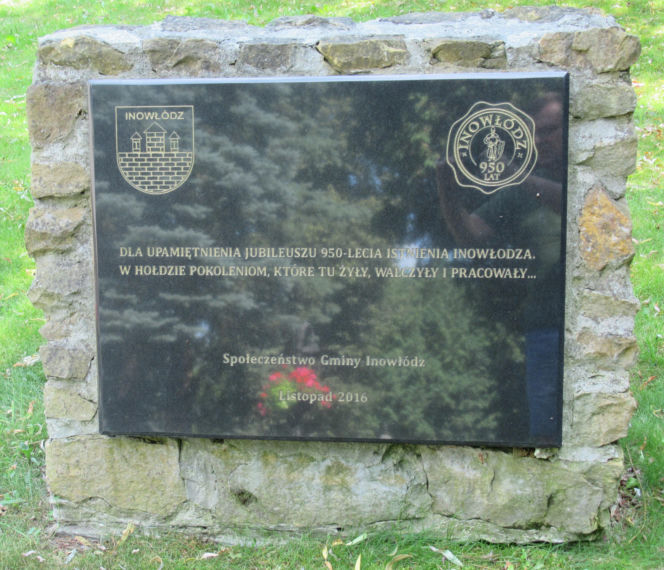 INOWŁÓDZ
INOWŁÓDZ
950
LAT
DLA UPAMIĘTNIENIA JUBILEUSZU 950-LECIA ISTNIENIA INOWŁODZA.
W HOŁDZIE POKOLENIOM, KTÓRE TU ŻYŁY, WALCZYŁY I PRACOWAŁY...
Społeczeństwo Gminy Inowłódz
Listopad 2016